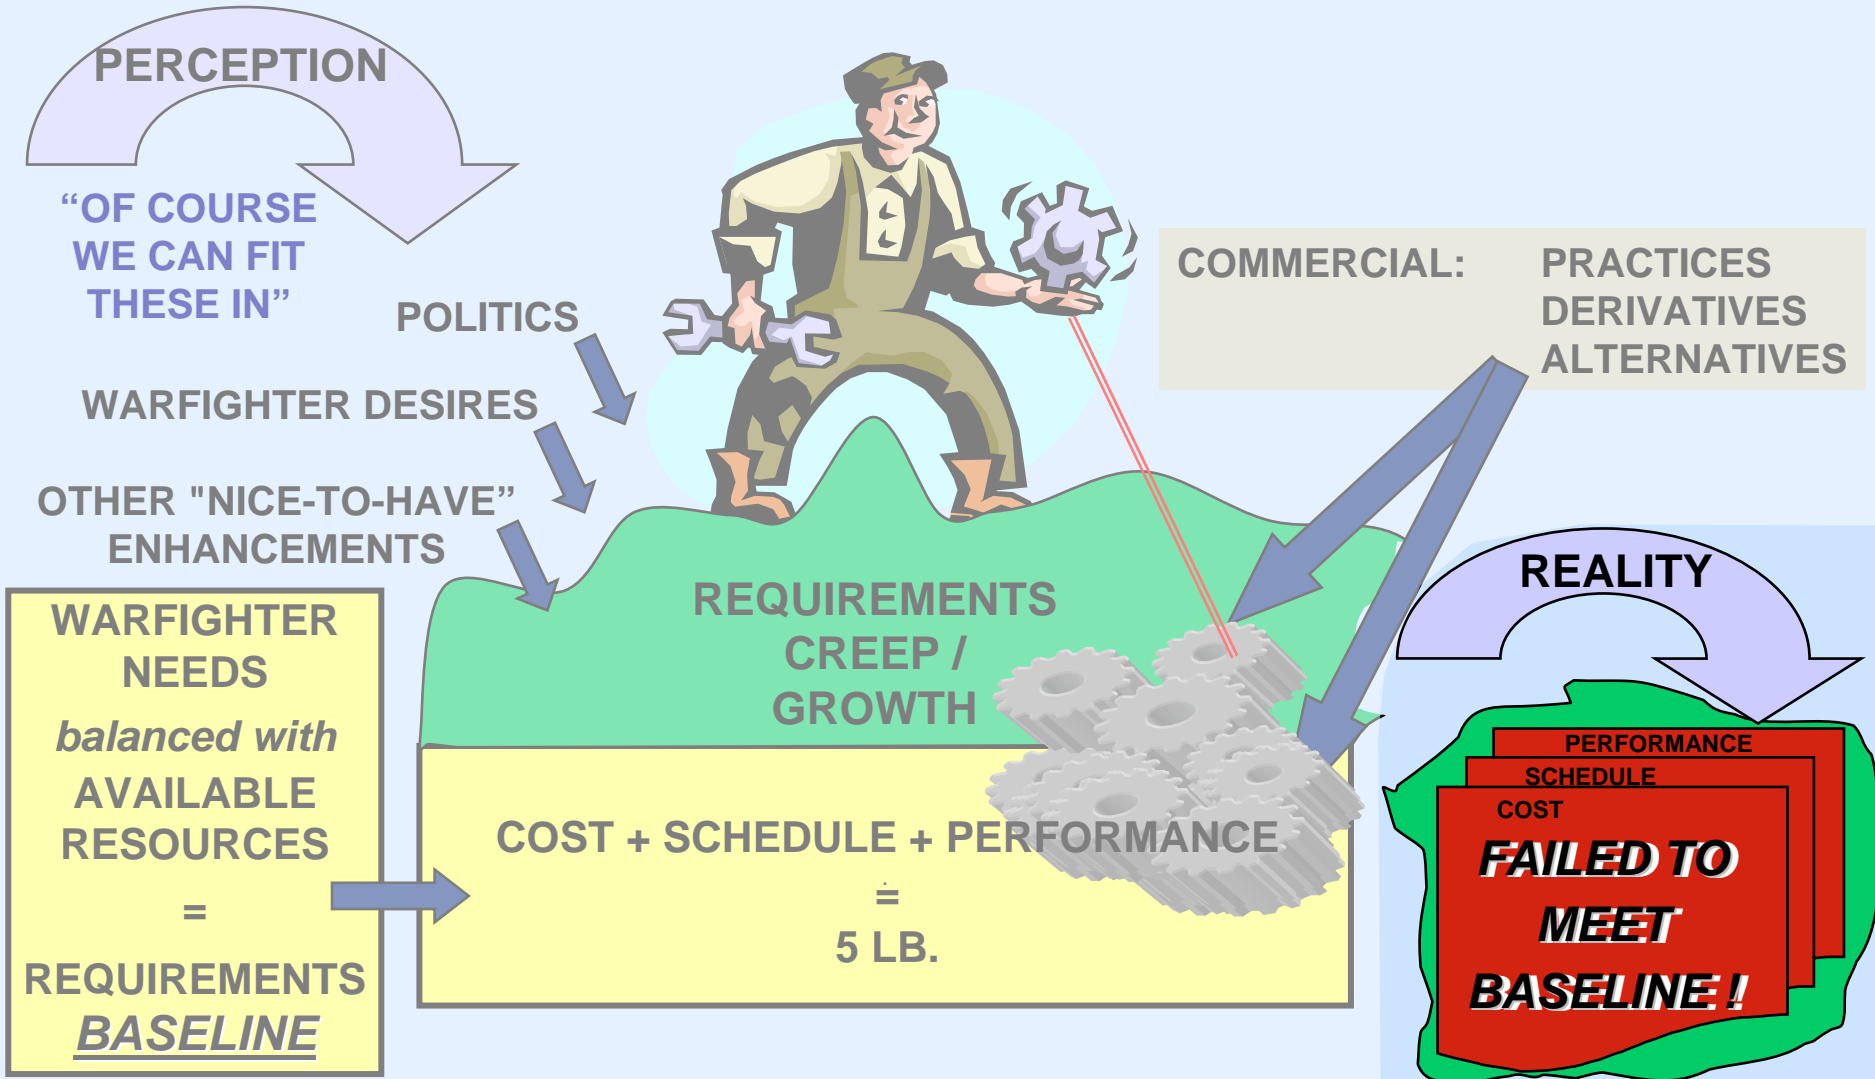 PERCEPTION
“OF COURSE
WE CAN FIT
THESE IN”
POLITICS
WARFIGHTER DESIRES
OTHER "NICE-TO-HAVE”
ENHANCEMENTS
WARFIGHTER
NEEDS
balanced with
AVAILABLE
RESOURCES
=
REQUIREMENTS
BASELINE
REQUIREMENTS
CREEP /
GROWTH
COST + SCHEDULE + PERFORMANCE
=
5 LB.
COMMERCIAL: PRACTICES
DERIVATIVES
ALTERNATIVES
REALITY
PERFORMANCE
SCHEDULE
COST
FAILED TO
MEET
BASELINE !